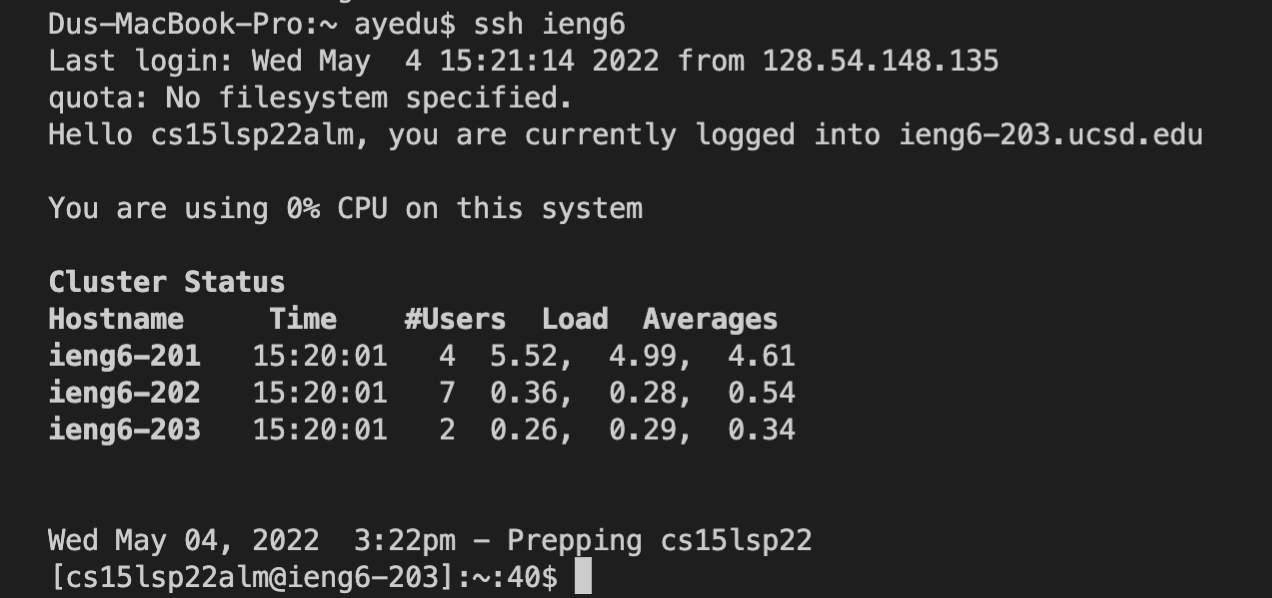 Dus-MacBook-Pro:~ ayedu$ ssh ieng6
Last login: Wed May  4 15:21:14 2022 from 128.54.148.135
quota: No filesystem specified.
Hello cs15lsp22alm, you are currently logged into ieng6-203.ucsd.edu
You are using 0% CPU on this system
Cluster Status
Hostname     Time    #Users  Load  Averages
ieng6-201   15:20:01   4  5.52,  4.99,  4.61
ieng6-202   15:20:01   7  0.36,  0.28,  0.54
ieng6-203   15:20:01   2  0.26,  0.29,  0.34
Wed May 04, 2022  3:22pm - Prepping cs15lsp22
[cs15lsp22alm@ieng6-203]:~:40$